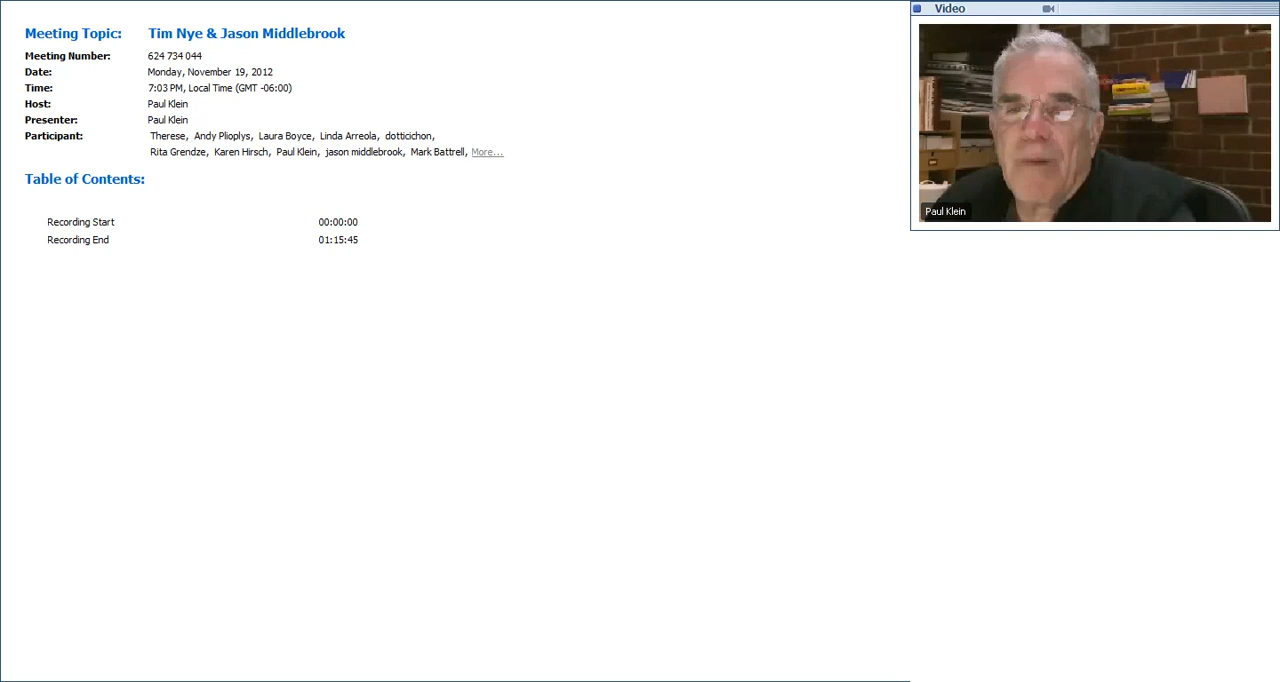 Meeting Topic: Tim Nye & Jason Middlebrook
Meeting Number: 624 734 044
Date: Monday, November 19, 2012
Time: 7:03 PM, Local Time (GMT -06:00)
Host: Paul Klein
Presenter: Paul Klein
Participant: Therese, Andy Plioplys, Laura Boyce, Linda Arreola, dotticichon,
Rita Grendze, Karen Hirsch, Paul Klein, jason middlebrook, Mark Battrell, More...
Table of Contents:
Recording Start 00:00:00
Recording End 01:15:45
Video
Paul Klein